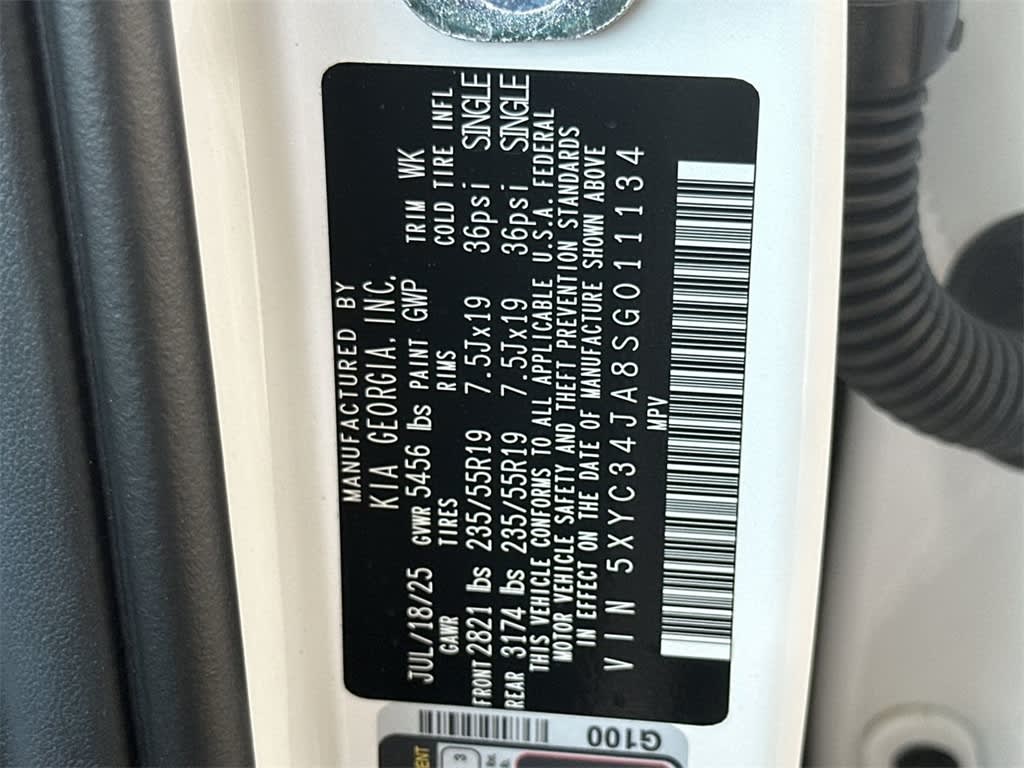 MANUFACTURED BY
KIA GEORGIA, INC.
JUL/18/25 GVWR 5456 lbs PAINT GWP TRIM WK
GAWR TIRES RIMS COLD TIRE INFL
FRONT 2821 lbs 235/55R19 7.5Jx19 36psi SINGLE
REAR 3174 lbs 235/55R19 7.5Jx19 36psi SINGLE
THIS VEHICLE CONFORMS TO ALL APPLICABLE U.S.A. FEDERAL
MOTOR VEHICLE SAFETY AND THEFT PREVENTION STANDARDS
IN EFFECT ON THE DATE OF MANUFACTURE SHOWN ABOVE
VIN 5XYC34JA8SG011134
MPV
G100